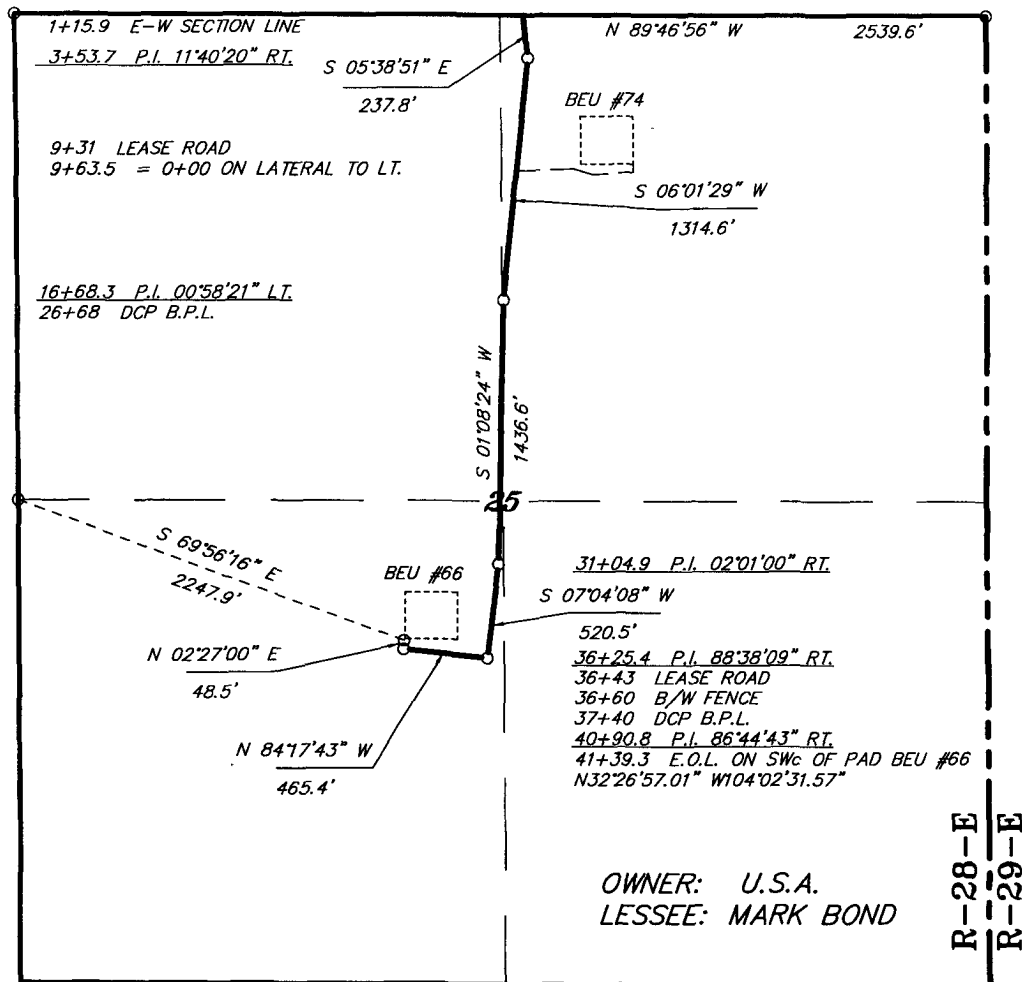 1+15.9 E-W SECTION LINE
N 89°46'56" W 2539.6'
3+53.7 P.I. 11°40'20" RT.
S 05°38'51" E
237.8'
BEU #74
9+31 LEASE ROAD
9+63.5 = 0+00 ON LATERAL TO LT.
S 06°01'29" W
1314.6'
16+68.3 P.I. 00°58'21" LT.
26+68 DCP B.P.L.
S 01°08'24" W
1436.6'
25
S 69°56'16" E
2247.9'
BEU #66
31+04.9 P.I. 02°01'00" RT.
S 07°04'08" W
520.5'
N 02°27'00" E
48.5'
36+25.4 P.I. 88°38'09" RT.
36+43 LEASE ROAD
36+60 B/W FENCE
37+40 DCP B.P.L.
40+90.8 P.I. 86°44'43" RT.
41+39.3 E.O.L. ON SWc OF PAD BEU #66
N32°26'57.01" W104°02'31.57"
N 84°17'43" W
465.4'
OWNER: U.S.A.
LESSEE: MARK BOND
R-28-E
R-29-E